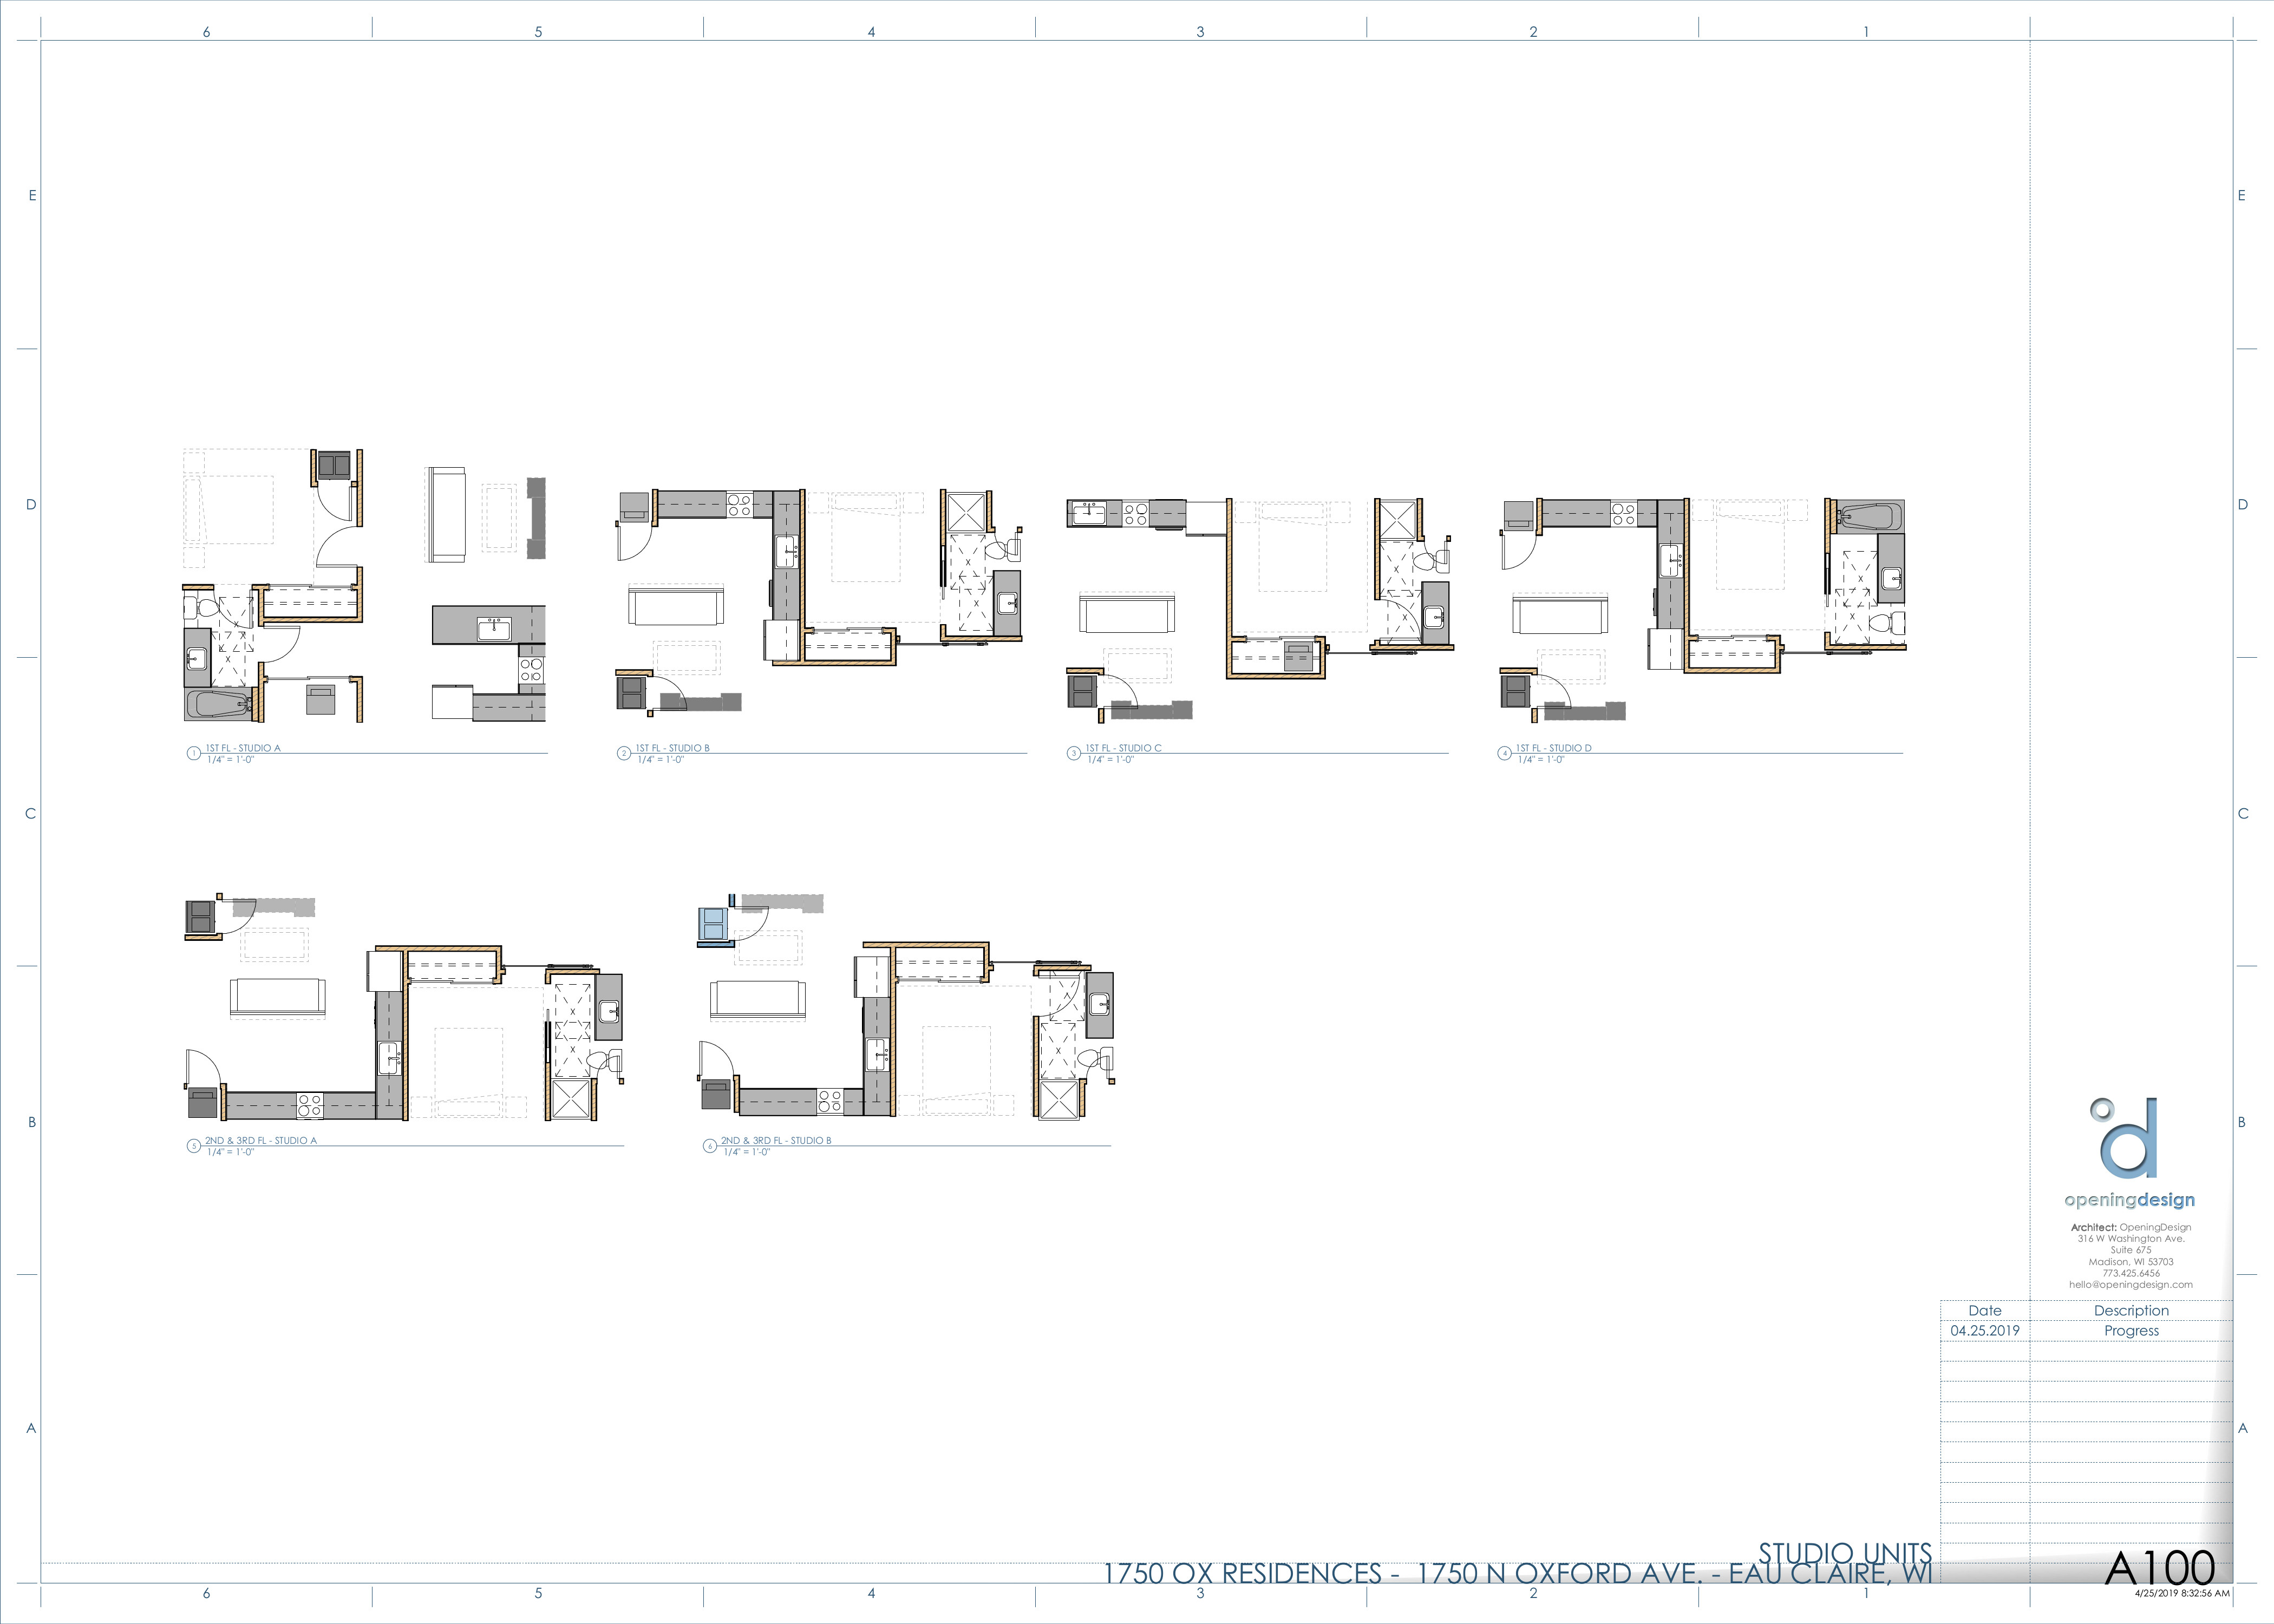 6 5 4 3 2 1
E E
D D
1 1ST FL - STUDIO A
1/4" = 1'-0"
2 1ST FL - STUDIO B
1/4" = 1'-0"
3 1ST FL - STUDIO C
1/4" = 1'-0"
4 1ST FL - STUDIO D
1/4" = 1'-0"
C C
5 2ND & 3RD FL - STUDIO A
1/4" = 1'-0"
6 2ND & 3RD FL - STUDIO B
1/4" = 1'-0"
B B
openingdesign
Architect: OpeningDesign
316 W Washington Ave.
Suite 675
Madison, WI 53703
773.425.6456
hello@openingdesign.com
Date Description
04.25.2019 Progress
A A
STUDIO UNITS
1750 OX RESIDENCES - 1750 N OXFORD AVE. - EAU CLAIRE, WI
A100
4/25/2019 8:32:56 AM
6 5 4 3 2 1